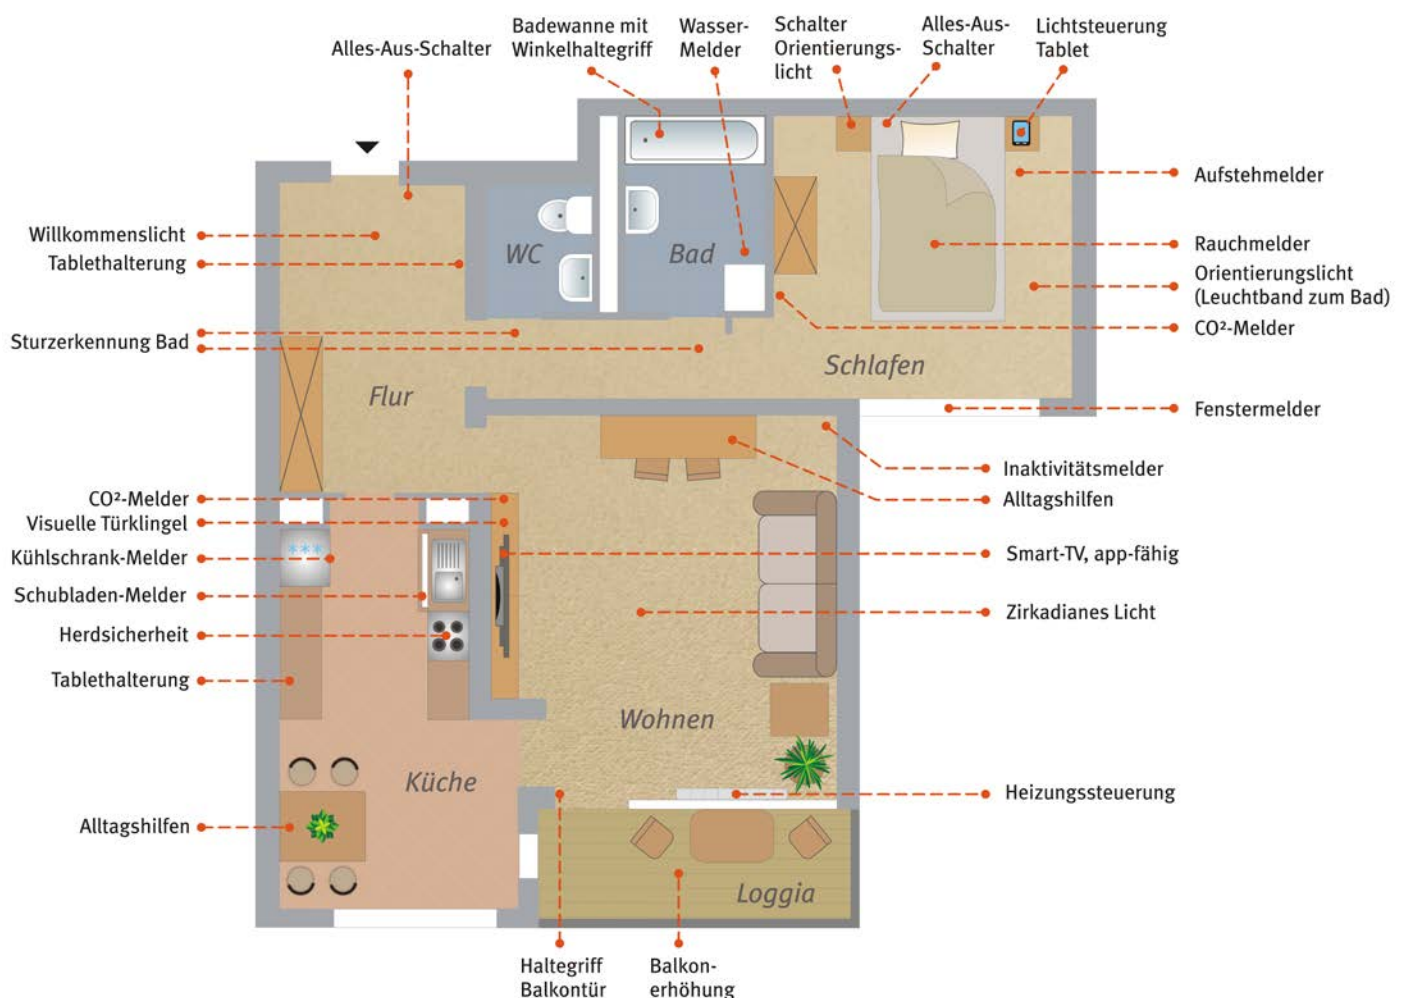 Alles-Aus-Schalter
Badewanne mit
Winkelhaltegriff
Wasser-
Melder
Schalter
Orientierungs-
licht
Alles-Aus-
Schalter
Lichtsteuerung
Tablet
Aufstehmelder
Rauchmelder
Orientierungslicht
(Leuchtband zum Bad)
CO²-Melder
Fenstermelder
Inaktivitätsmelder
Alltagshilfen
Smart-TV, app-fähig
Zirkadianes Licht
Heizungssteuerung
Willkommenslicht
Tablethalterung
Sturzerkennung Bad
CO²-Melder
Visuelle Türklingel
Kühlschrank-Melder
Schubladen-Melder
Herdsicherheit
Tablethalterung
Alltagshilfen
WC
Bad
Schlafen
Flur
Wohnen
Küche
Loggia
Haltegriff
Balkontür
Balkon-
erhöhung